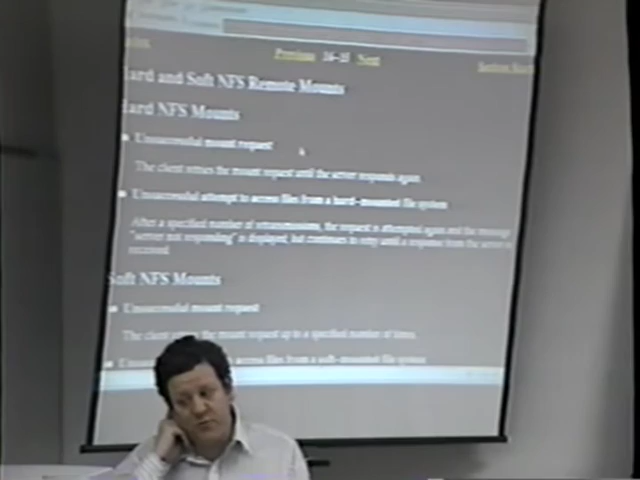 Previous 16-35 Next
ard and Soft NFS Remote Mounts
ard NFS Mounts
Unsuccessful mount request
The client retries the mount request until the server responds again.
Unsuccessful attempt to access files from a hard-mounted file system
After a specified number of retransmissions, the request is attempted again and the message
"server not responding" is displayed, but continues to retry until a response from the server is
received.
Soft NFS Mounts
Unsuccessful mount request
The client retries the mount request up to a specified number of times.
access files from a soft-mounted file system